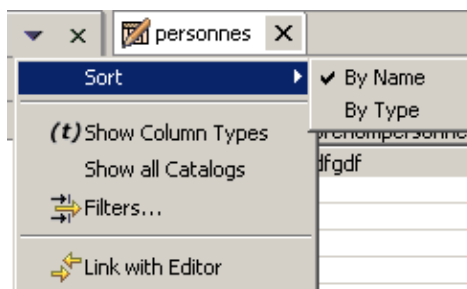 personnes
Sort
By Name
By Type
(t) Show Column Types
dfgdf
Show all Catalogs
Filters...
Link with Editor